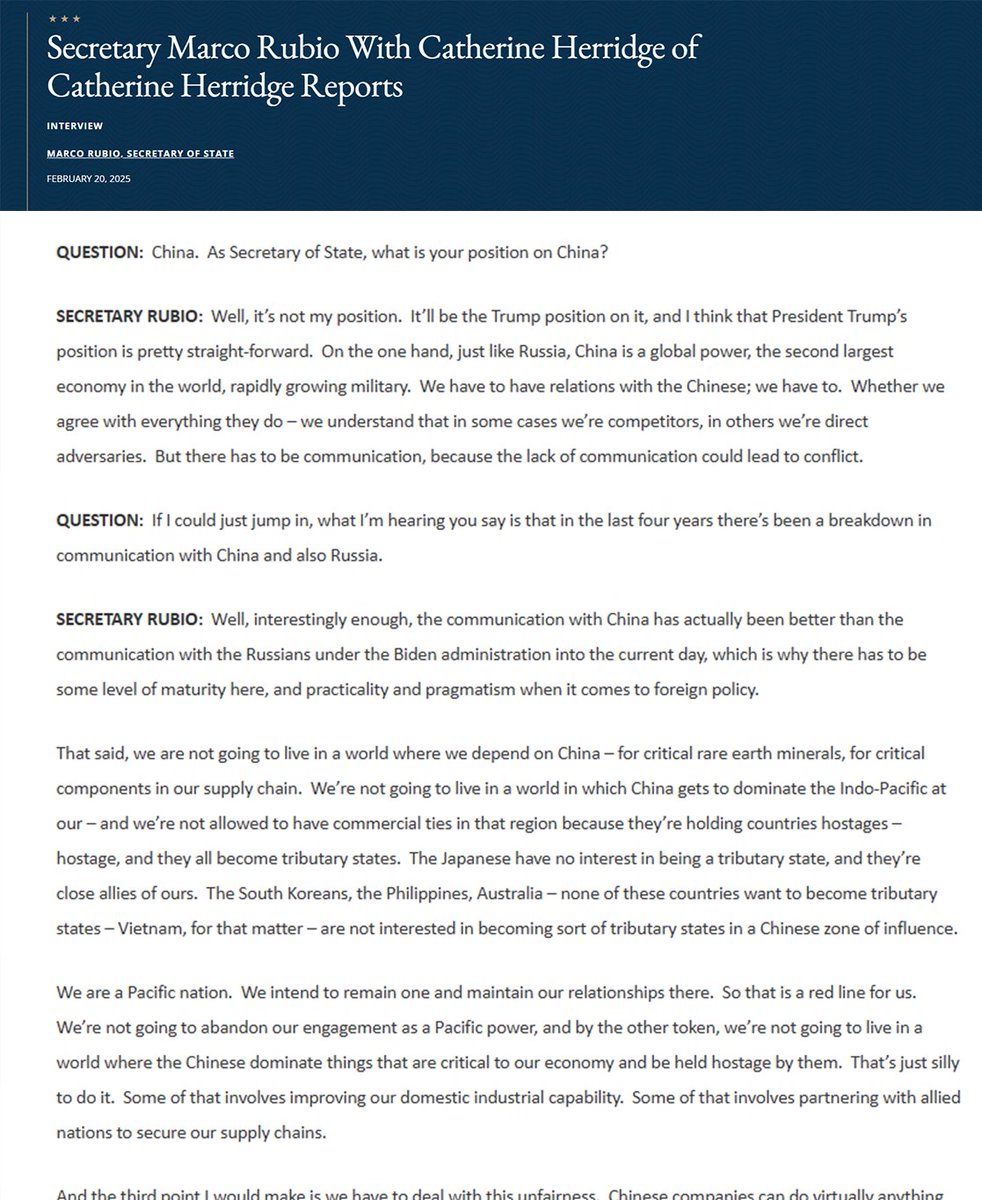 Secretary Marco Rubio With Catherine Herridge of
Catherine Herridge Reports
INTERVIEW
MARCO RUBIO, SECRETARY OF STATE
FEBRUARY 20, 2025
QUESTION:  China.  As Secretary of State, what is your position on China?
SECRETARY RUBIO:  Well, it's not my position.  It'll be the Trump position on it, and I think that President Trump's
position is pretty straight-forward.  On the one hand, just like Russia, China is a global power, the second largest
economy in the world, rapidly growing military.  We have to have relations with the Chinese; we have to.  Whether we
agree with everything they do – we understand that in some cases we're competitors, in others we're direct
adversaries.  But there has to be communication, because the lack of communication could lead to conflict.
QUESTION:  If I could just jump in, what I'm hearing you say is that in the last four years there's been a breakdown in
communication with China and also Russia.
SECRETARY RUBIO:  Well, interestingly enough, the communication with China has actually been better than the
communication with the Russians under the Biden administration into the current day, which is why there has to be
some level of maturity here, and practicality and pragmatism when it comes to foreign policy.
That said, we are not going to live in a world where we depend on China – for critical rare earth minerals, for critical
components in our supply chain.  We're not going to live in a world in which China gets to dominate the Indo-Pacific at
our – and we're not allowed to have commercial ties in that region because they're holding countries hostages –
hostage, and they all become tributary states.  The Japanese have no interest in being a tributary state, and they're
close allies of ours.  The South Koreans, the Philippines, Australia – none of these countries want to become tributary
states – Vietnam, for that matter – are not interested in becoming sort of tributary states in a Chinese zone of influence.
We are a Pacific nation.  We intend to remain one and maintain our relationships there.  So that is a red line for us.
We're not going to abandon our engagement as a Pacific power, and by the other token, we're not going to live in a
world where the Chinese dominate things that are critical to our economy and be held hostage by them.  That's just silly
to do it.  Some of that involves improving our domestic industrial capability.  Some of that involves partnering with allied
nations to secure our supply chains.
And the third point I would make is we have to deal with this unfairness.  Chinese companies can do virtually anything